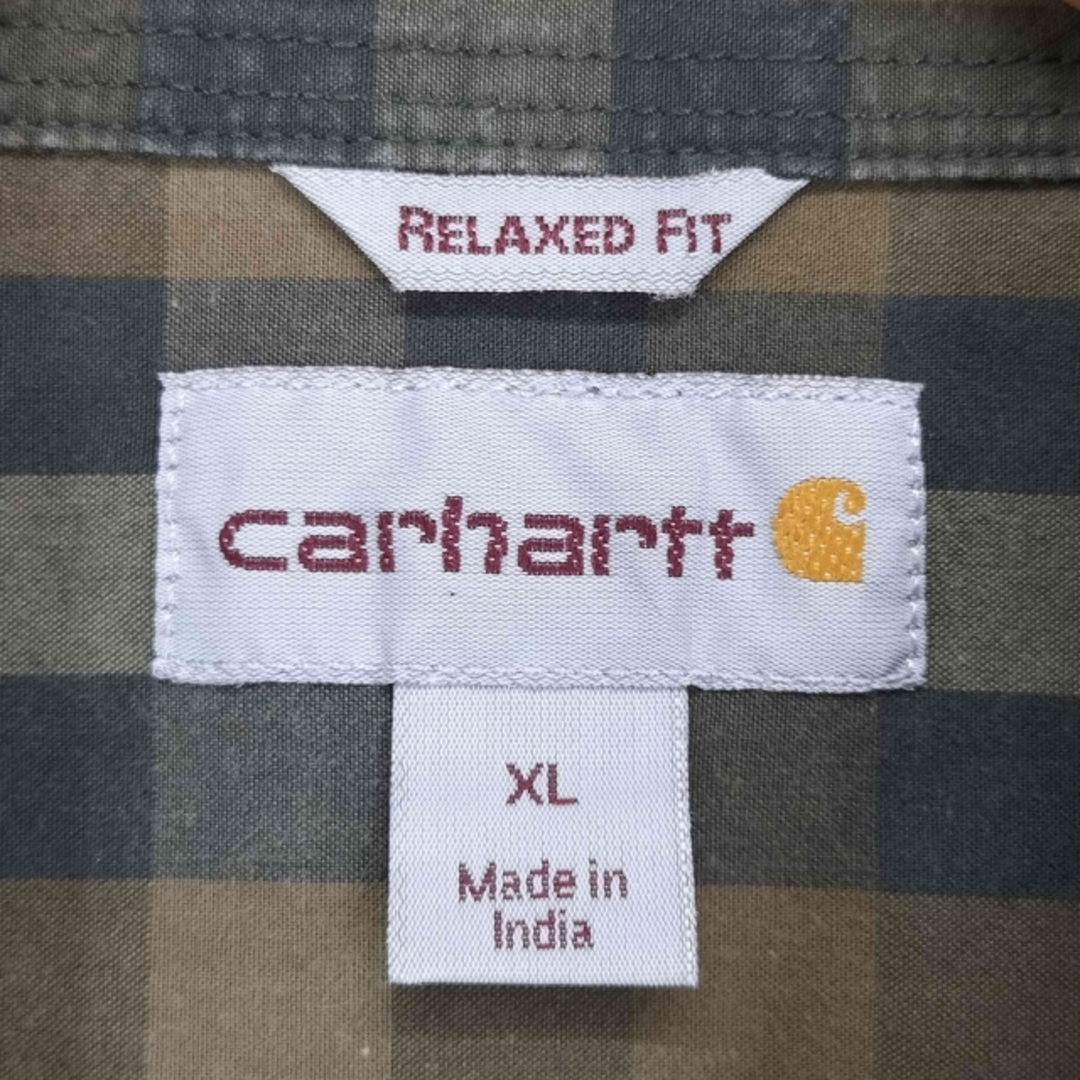 RELAXED FIT
carhartt
XL
Made in
India